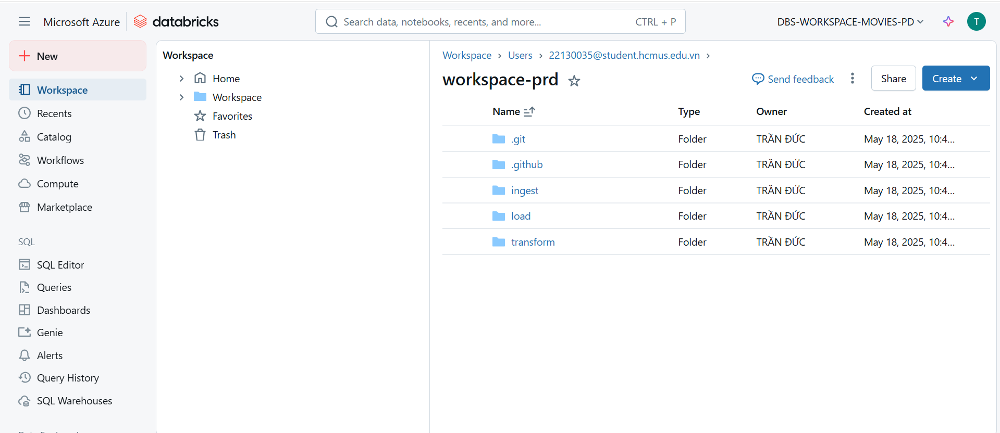 Microsoft Azure databricks Search data, notebooks, recents, and more... CTRL + P DBS-WORKSPACE-MOVIES-PD T
New
Workspace
Recents
Catalog
Workflows
Compute
Marketplace
SQL
SQL Editor
Queries
Dashboards
Genie
Alerts
Query History
SQL Warehouses
Workspace
Home
Workspace
Favorites
Trash
Workspace > Users > 22130035@student.hcmus.edu.vn >
workspace-prd Send feedback Share Create
Name Type Owner Created at
.git Folder TRẦN ĐỨC May 18, 2025, 10:4...
.github Folder TRẦN ĐỨC May 18, 2025, 10:4...
ingest Folder TRẦN ĐỨC May 18, 2025, 10:4...
load Folder TRẦN ĐỨC May 18, 2025, 10:4...
transform Folder TRẦN ĐỨC May 18, 2025, 10:4...